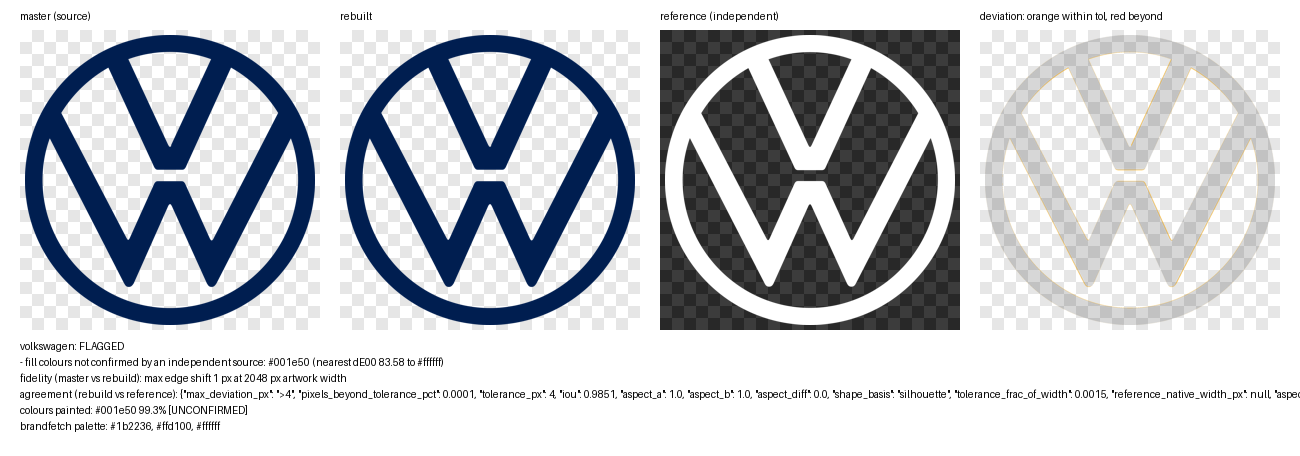 master (source)
rebuilt
reference (independent)
deviation: orange within tol, red beyond
volkswagen: FLAGGED
- fill colours not confirmed by an independent source: #001e50 (nearest dE00 83.58 to #ffffff)
fidelity (master vs rebuild): max edge shift 1 px at 2048 px artwork width
agreement (rebuild vs reference): {"max_deviation_px": ">4", "pixels_beyond_tolerance_pct": 0.0001, "tolerance_px": 4, "iou": 0.9851, "aspect_a": 1.0, "aspect_b": 1.0, "aspect_diff": 0.0, "shape_basis": "silhouette", "tolerance_frac_of_width": 0.0015, "reference_native_width_px": null, "aspec
colours painted: #001e50 99.3% [UNCONFIRMED]
brandfetch palette: #1b2236, #ffd100, #ffffff